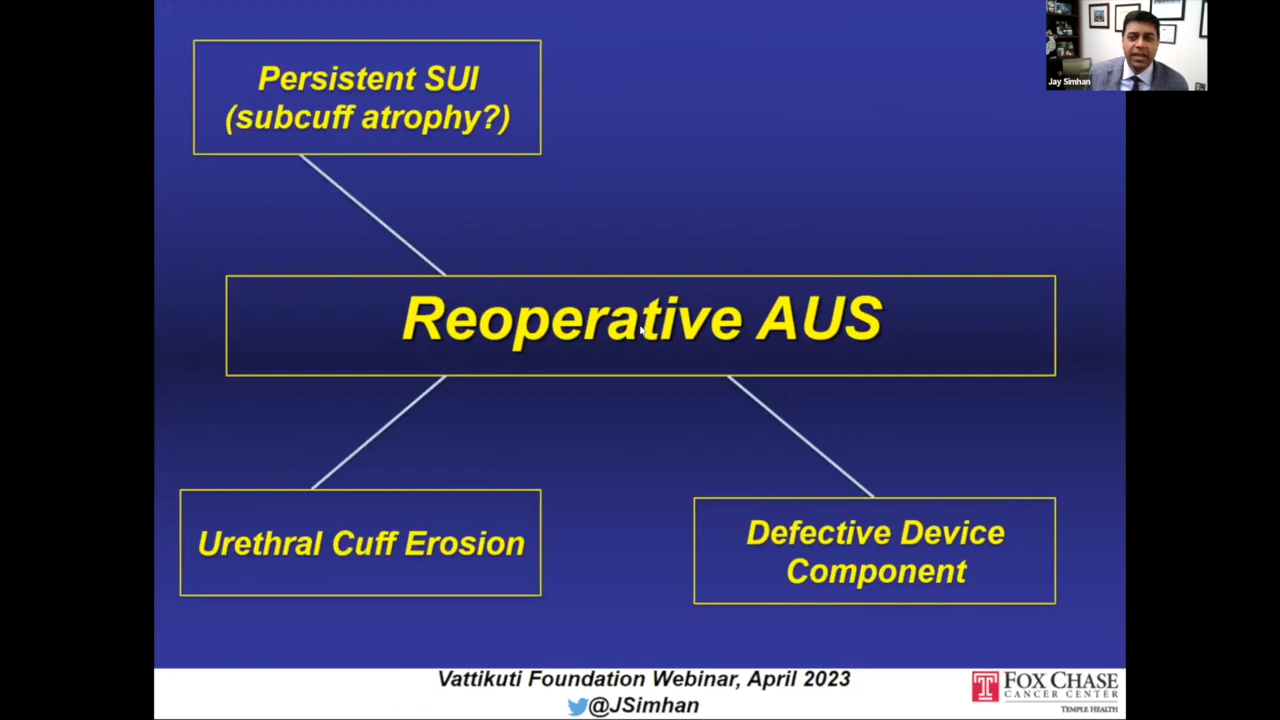 Persistent SUI
(subcuff atrophy?)
Jay Simhan
Reoperative AUS
Urethral Cuff Erosion
Defective Device
Component
Vattikuti Foundation Webinar, April 2023
@JSimhan
T
FOX CHASE
CANCER CENTER
TEMPLE HEALTH